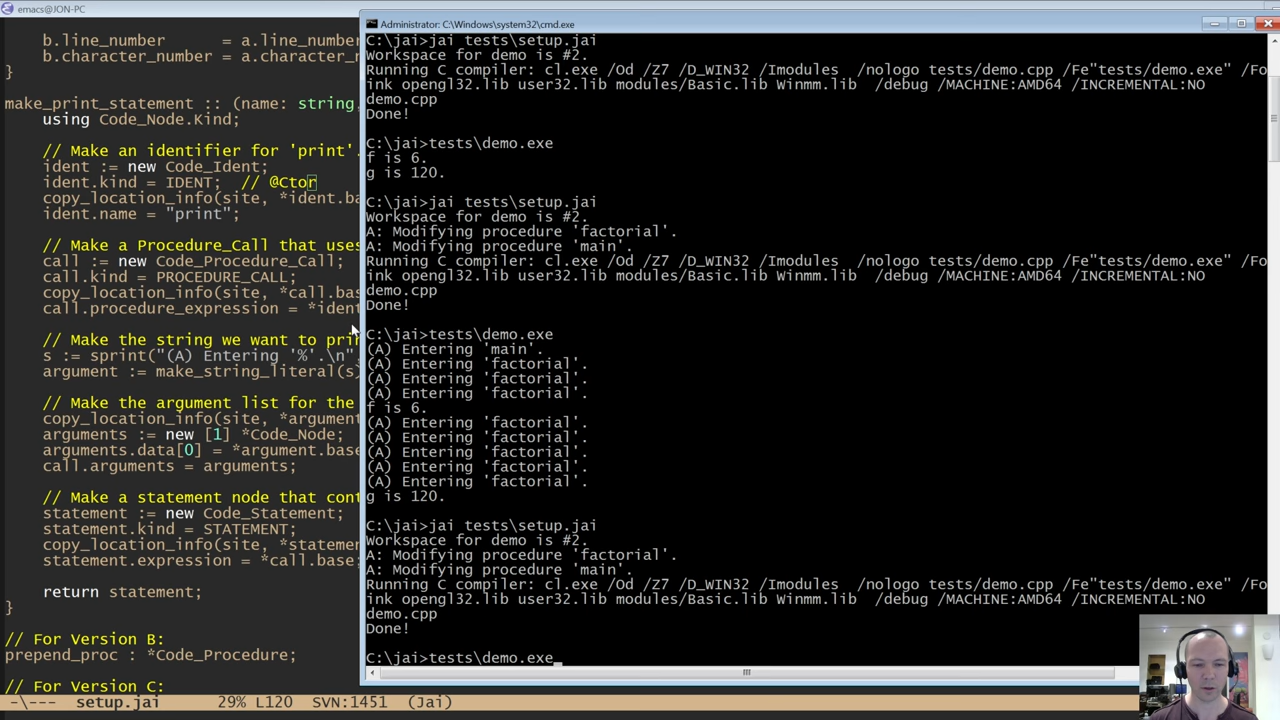 emacs@JON-PC
b.line_number = a.line_number
b.character_number = a.character_n
}
make_print_statement :: (name: string,
using Code_Node.Kind;
// Make an identifier for 'print'.
ident := new Code_Ident;
ident.kind = IDENT; // @Ctor
copy_location_info(site, *ident.ba
ident.name = "print";
// Make a Procedure_Call that uses
call := new Code_Procedure_Call;
call.kind = PROCEDURE_CALL;
copy_location_info(site, *call.bas
call.procedure_expression = *ident
// Make the string we want to prin
s := sprint("(A) Entering '%'.\n"
argument := make_string_literal(s)
// Make the argument list for the
copy_location_info(site, *argument
arguments := new [1] *Code_Node;
arguments.data[0] = *argument.base
call.arguments = arguments;
// Make a statement node that cont
statement := new Code_Statement;
statement.kind = STATEMENT;
copy_location_info(site, *statemen
statement.expression = *call.base;
return statement;
}
// For Version B:
prepend_proc : *Code_Procedure;
// For Version C:
-\--- setup.jai 29% L120 SVN:1451 (Jai)
Administrator: C:\Windows\system32\cmd.exe
C:\jai>jai tests\setup.jai
Workspace for demo is #2.
Running C compiler: cl.exe /Od /Z7 /D_WIN32 /Imodules /nologo tests/demo.cpp /Fe"tests/demo.exe" /Fo
ink opengl32.lib user32.lib modules/Basic.lib Winmm.lib /debug /MACHINE:AMD64 /INCREMENTAL:NO
demo.cpp
Done!
C:\jai>tests\demo.exe
f is 6.
g is 120.
C:\jai>jai tests\setup.jai
Workspace for demo is #2.
A: Modifying procedure 'factorial'.
A: Modifying procedure 'main'.
Running C compiler: cl.exe /Od /Z7 /D_WIN32 /Imodules /nologo tests/demo.cpp /Fe"tests/demo.exe" /Fo
ink opengl32.lib user32.lib modules/Basic.lib Winmm.lib /debug /MACHINE:AMD64 /INCREMENTAL:NO
demo.cpp
Done!
C:\jai>tests\demo.exe
(A) Entering 'main'.
(A) Entering 'factorial'.
(A) Entering 'factorial'.
(A) Entering 'factorial'.
f is 6.
(A) Entering 'factorial'.
(A) Entering 'factorial'.
(A) Entering 'factorial'.
(A) Entering 'factorial'.
(A) Entering 'factorial'.
g is 120.
C:\jai>jai tests\setup.jai
Workspace for demo is #2.
A: Modifying procedure 'factorial'.
A: Modifying procedure 'main'.
Running C compiler: cl.exe /Od /Z7 /D_WIN32 /Imodules /nologo tests/demo.cpp /Fe"tests/demo.exe" /Fo
ink opengl32.lib user32.lib modules/Basic.lib Winmm.lib /debug /MACHINE:AMD64 /INCREMENTAL:NO
demo.cpp
Done!
C:\jai>tests\demo.exe